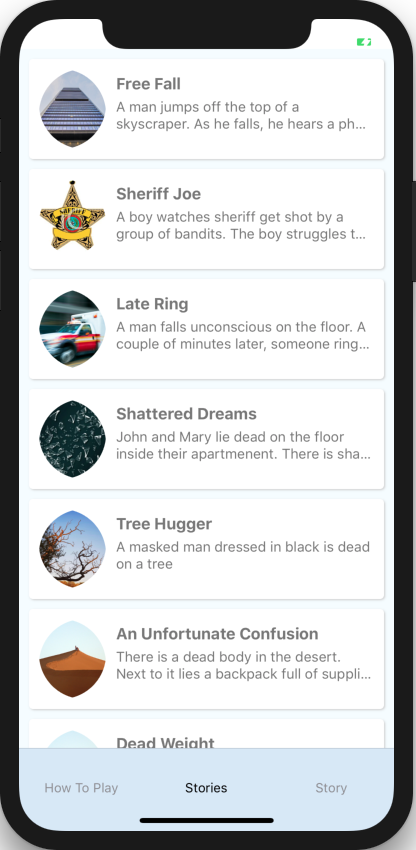 Free Fall
A man jumps off the top of a
skyscraper. As he falls, he hears a ph...
SHERIFF
Sheriff Joe
A boy watches sheriff get shot by a
group of bandits. The boy struggles t...
Late Ring
A man falls unconscious on the floor. A
couple of minutes later, someone ring...
Shattered Dreams
John and Mary lie dead on the floor
inside their apartmenent. There is sha...
Tree Hugger
A masked man dressed in black is dead
on a tree
An Unfortunate Confusion
There is a dead body in the desert.
Next to it lies a backpack full of suppli...
Dead Weight
How To Play
Stories
Story